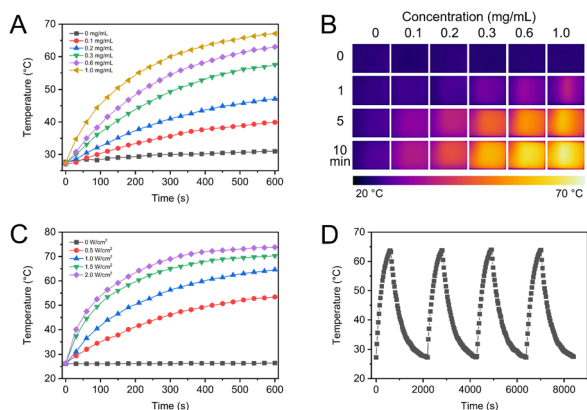 A
0 mg/mL
0.1 mg/mL
0.2 mg/mL
0.3 mg/mL
0.6 mg/mL
1.0 mg/mL
70
60
50
40
30
Temperature (°C)
0 100 200 300 400 500 600
Time (s)
B
Concentration (mg/mL)
0 0.1 0.2 0.3 0.6 1.0
0
1
5
10
min
20 °C 70 °C
C
0 W/cm²
0.5 W/cm²
1.0 W/cm²
1.5 W/cm²
2.0 W/cm²
80
70
60
50
40
30
20
Temperature (°C)
0 100 200 300 400 500 600
Time (s)
D
70
60
50
40
30
20
Temperature (°C)
0 2000 4000 6000 8000
Time (s)